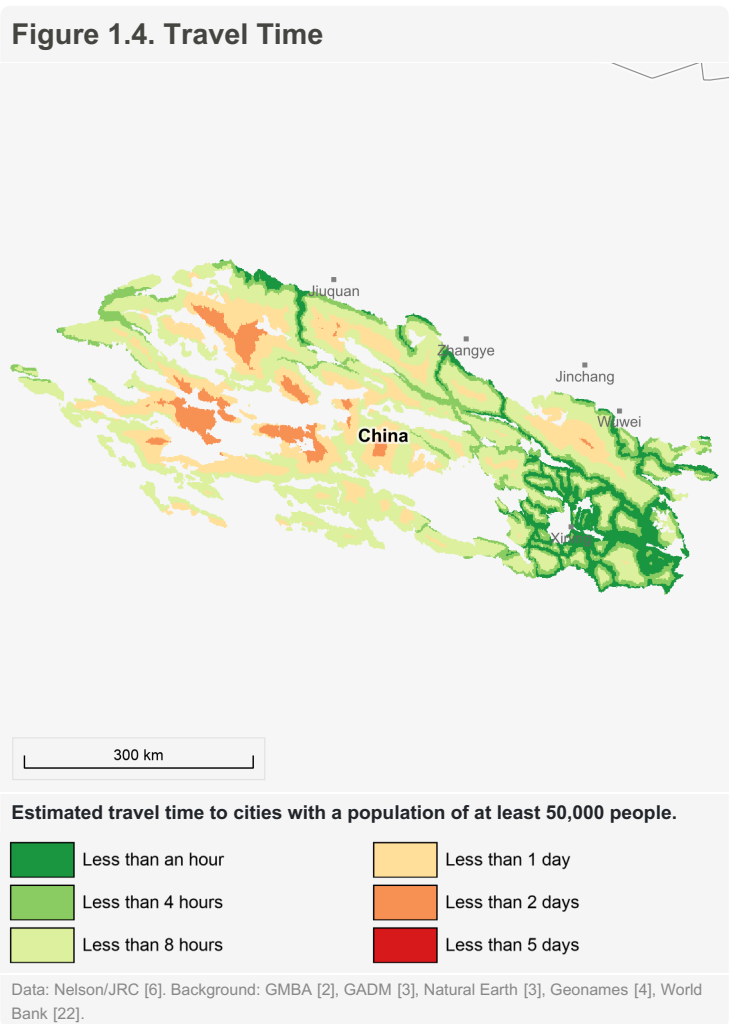 Figure 1.4. Travel Time
Jiuquan
Zhangye
Jinchang
Wuwei
China
300 km
Estimated travel time to cities with a population of at least 50,000 people.
Less than an hour
Less than 1 day
Less than 4 hours
Less than 2 days
Less than 8 hours
Less than 5 days
Data: Nelson/JRC [6]. Background: GMBA [2], GADM [3], Natural Earth [3], Geonames [4], World
Bank [22].